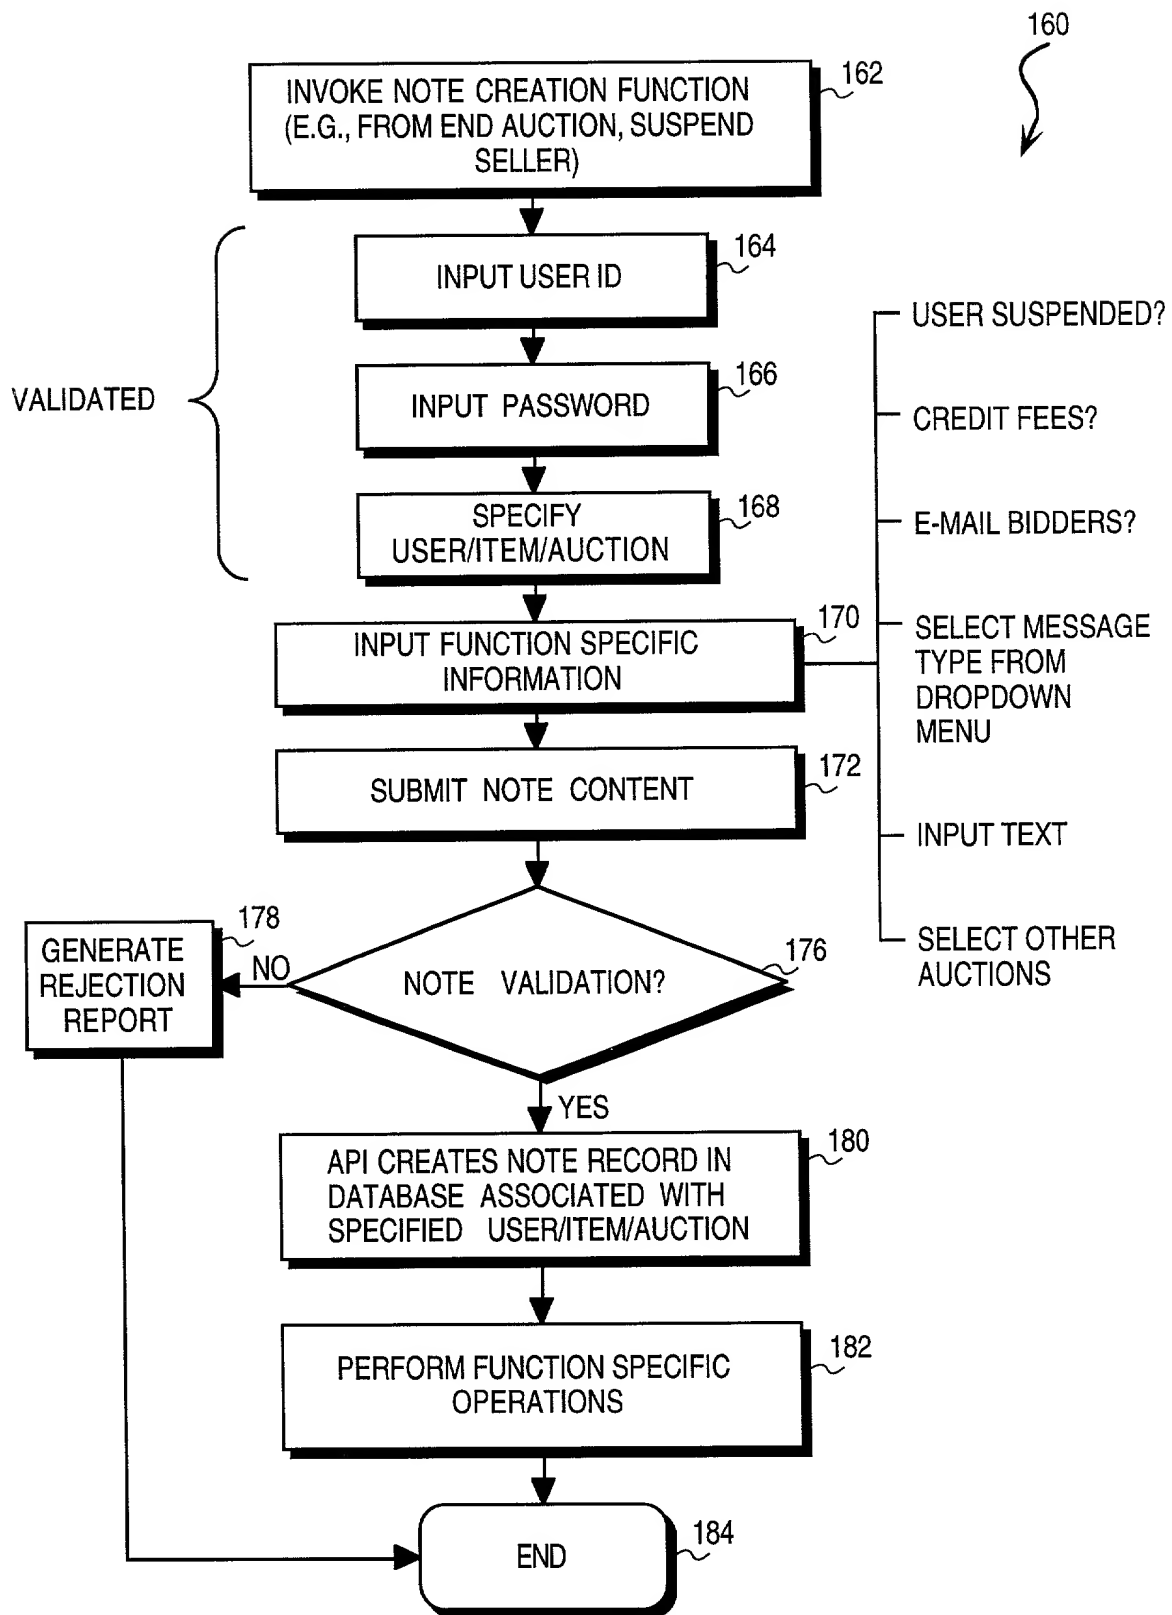 160
INVOKE NOTE CREATION FUNCTION
(E.G., FROM END AUCTION, SUSPEND
SELLER)
162
INPUT USER ID
164
VALIDATED
INPUT PASSWORD
166
SPECIFY
USER/ITEM/AUCTION
168
INPUT FUNCTION SPECIFIC
INFORMATION
170
USER SUSPENDED?
CREDIT FEES?
E-MAIL BIDDERS?
SELECT MESSAGE
TYPE FROM
DROPDOWN
MENU
INPUT TEXT
SELECT OTHER
AUCTIONS
SUBMIT NOTE CONTENT
172
NOTE VALIDATION?
176
NO
GENERATE
REJECTION
REPORT
178
YES
API CREATES NOTE RECORD IN
DATABASE ASSOCIATED WITH
SPECIFIED USER/ITEM/AUCTION
180
PERFORM FUNCTION SPECIFIC
OPERATIONS
182
END
184